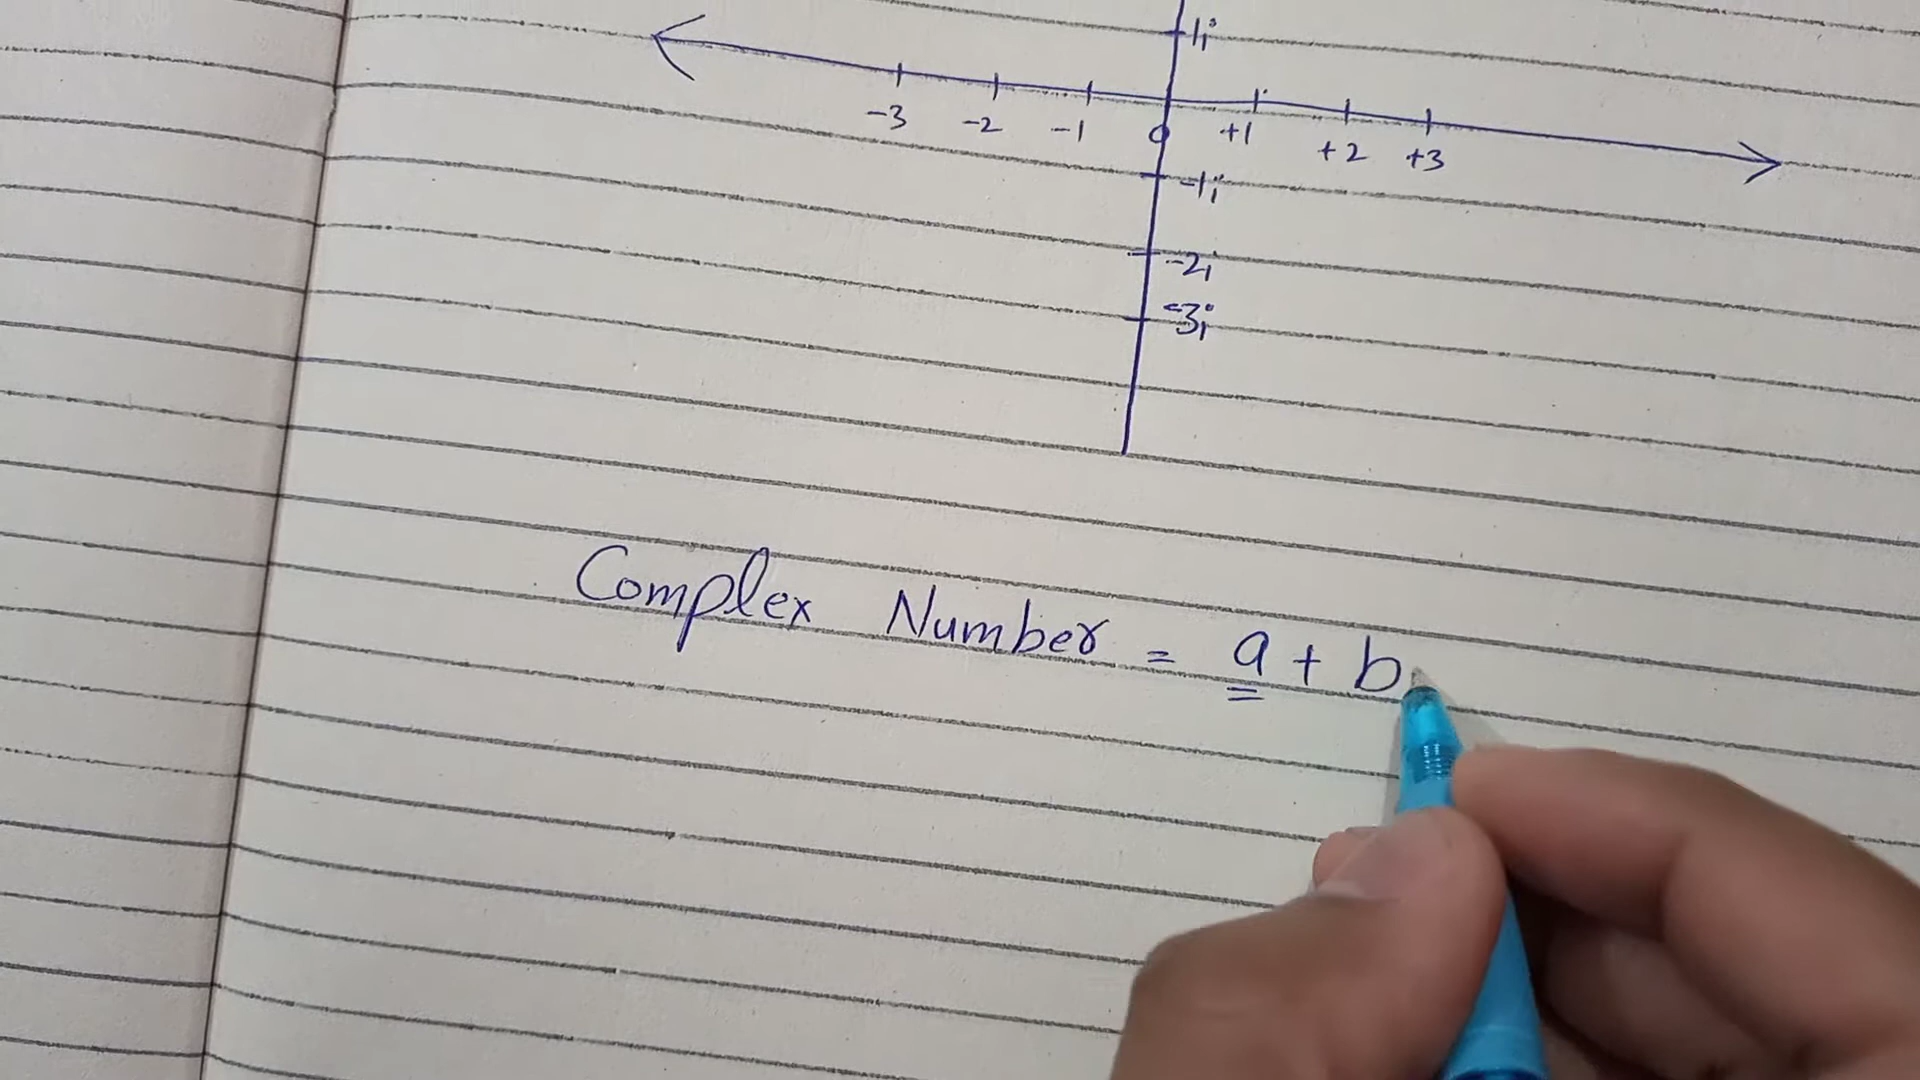 1i
-3 -2 -1 0 +1 +2 +3
-1i
-2i
-3i
Complex Number = a + b